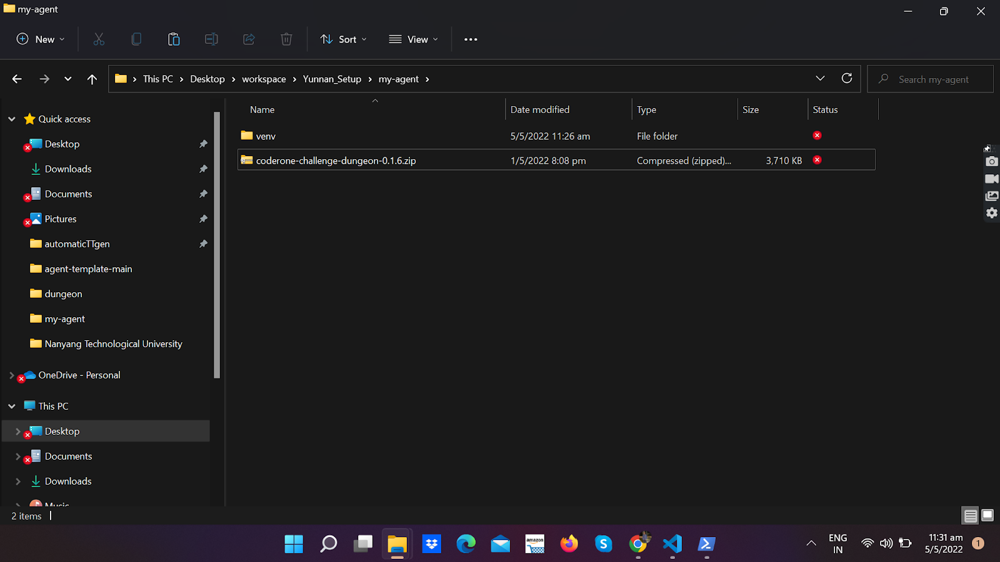 my-agent
New
Sort
View
This PC
Desktop
workspace
Yunnan_Setup
my-agent
Search my-agent
Name
Date modified
Type
Size
Status
venv
5/5/2022 11:26 am
File folder
coderone-challenge-dungeon-0.1.6.zip
1/5/2022 8:08 pm
Compressed (zipped)...
3,710 KB
Quick access
Desktop
Downloads
Documents
Pictures
automaticTTgen
agent-template-main
dungeon
my-agent
Nanyang Technological University
OneDrive - Personal
This PC
Desktop
Documents
Downloads
Music
2 items
amazon
S
ENG
IN
11:31 am
5/5/2022
1